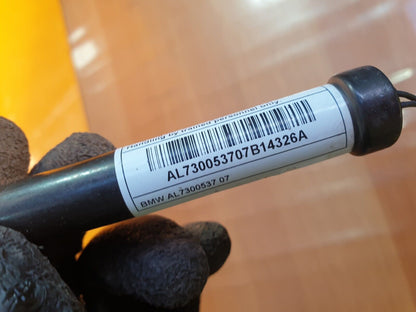 Handling by trained personnel only
AL730053707B14326A
BMW AL7300537 07